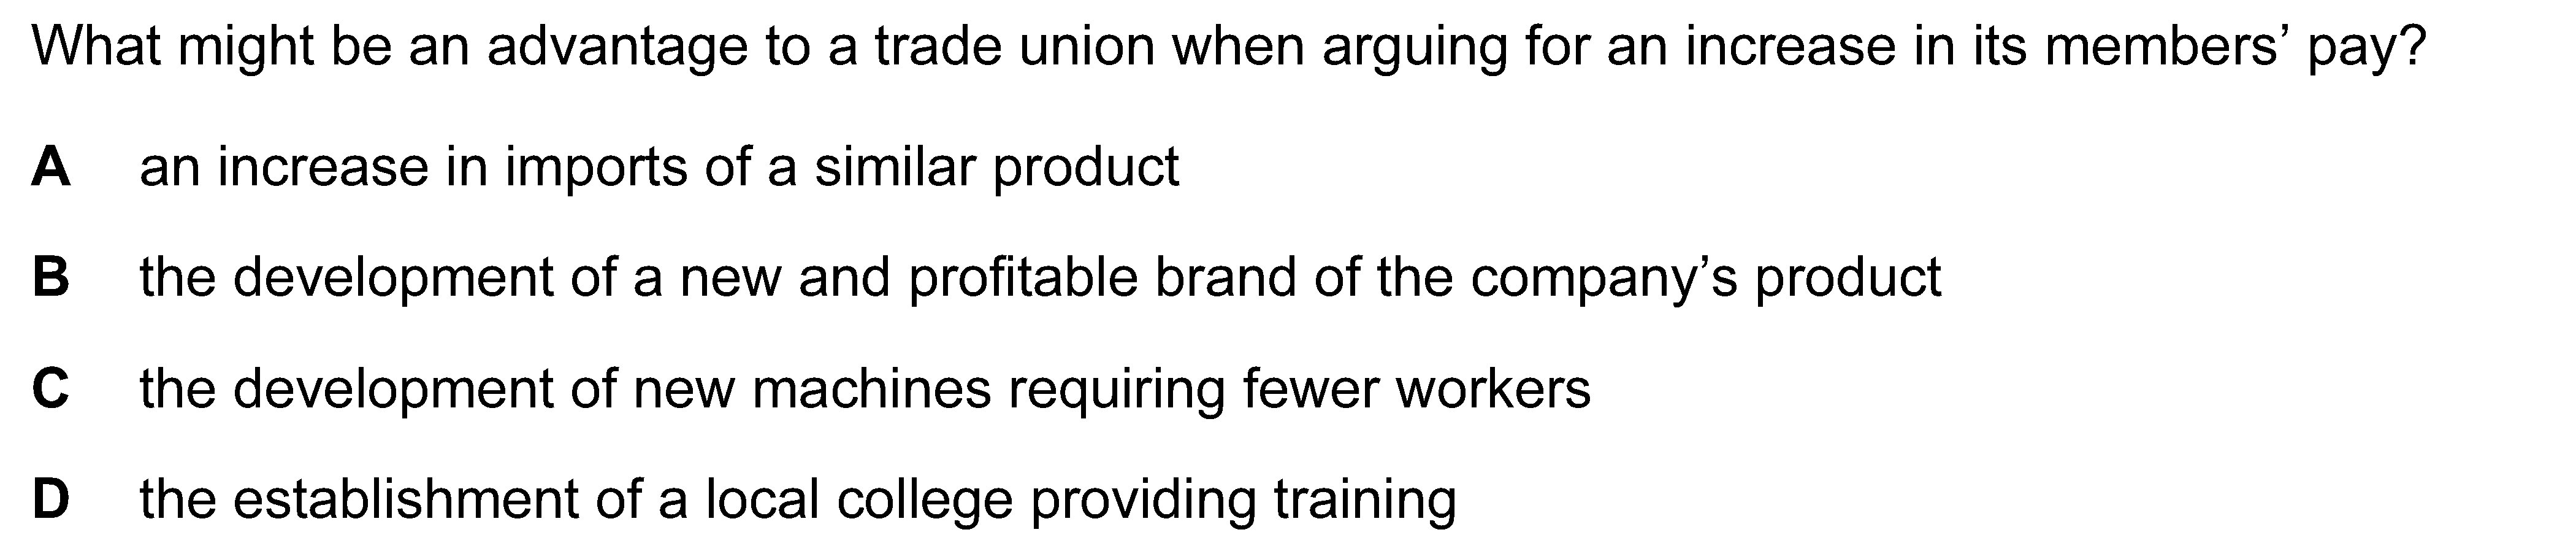 What might be an advantage to a trade union when arguing for an increase in its members’ pay?
A an increase in imports of a similar product
B the development of a new and profitable brand of the company’s product
C the development of new machines requiring fewer workers
D the establishment of a local college providing training